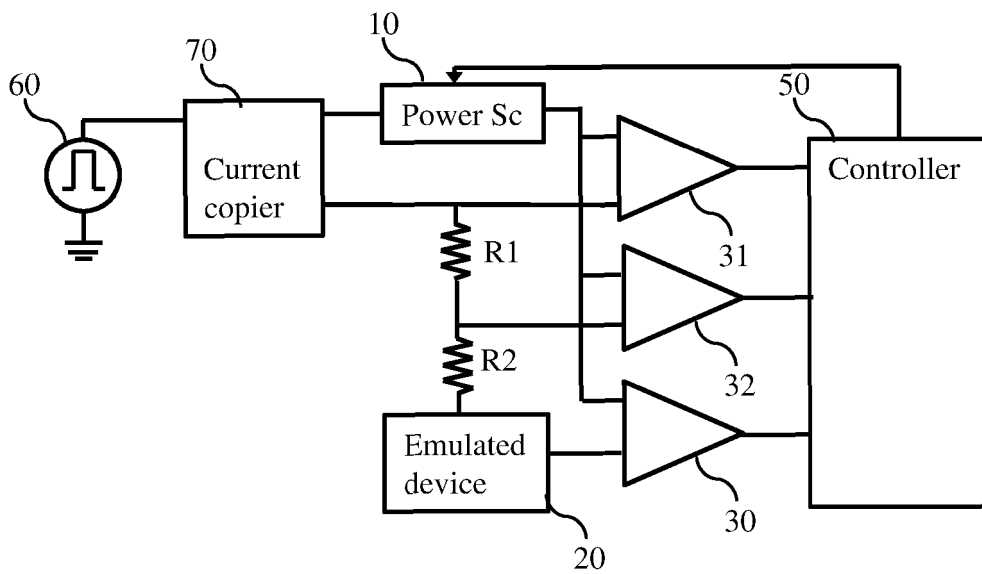 10
70
60
50
Power Sc
Controller
Current
copier
R1
31
R2
32
Emulated
device
30
20